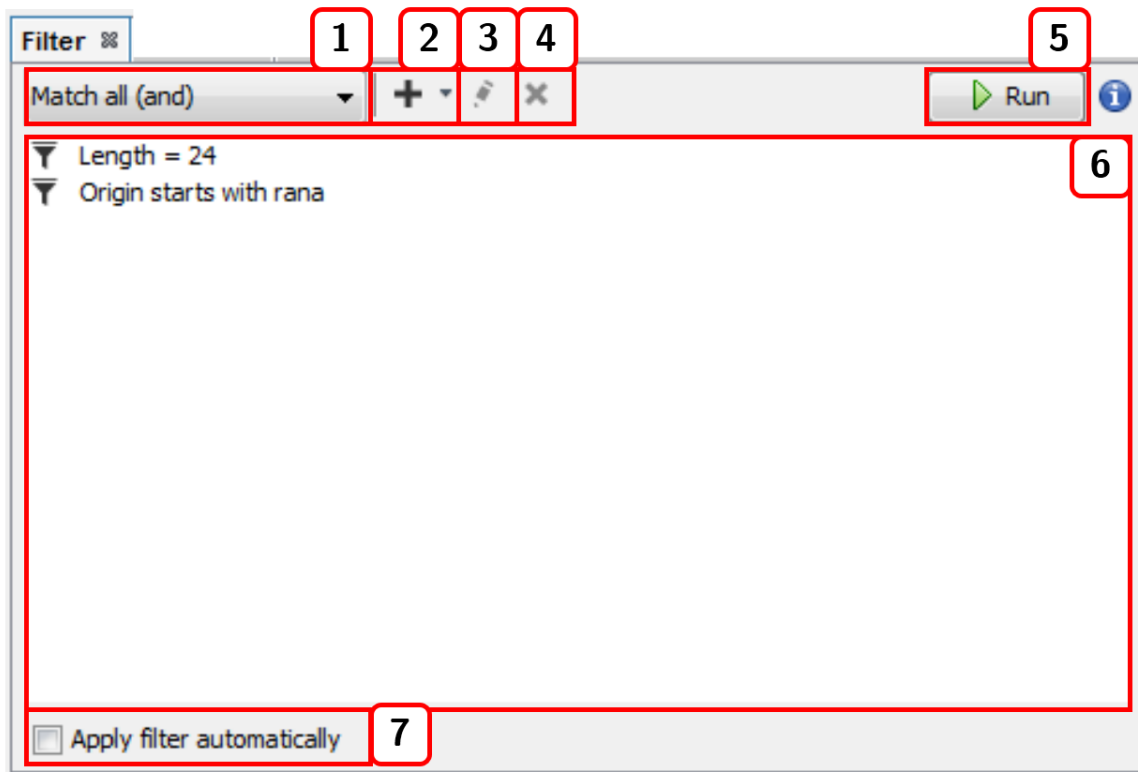 Filter
1 2 3 4 5
Match all (and) Run
Length = 24
6
Origin starts with rana
Apply filter automatically 7